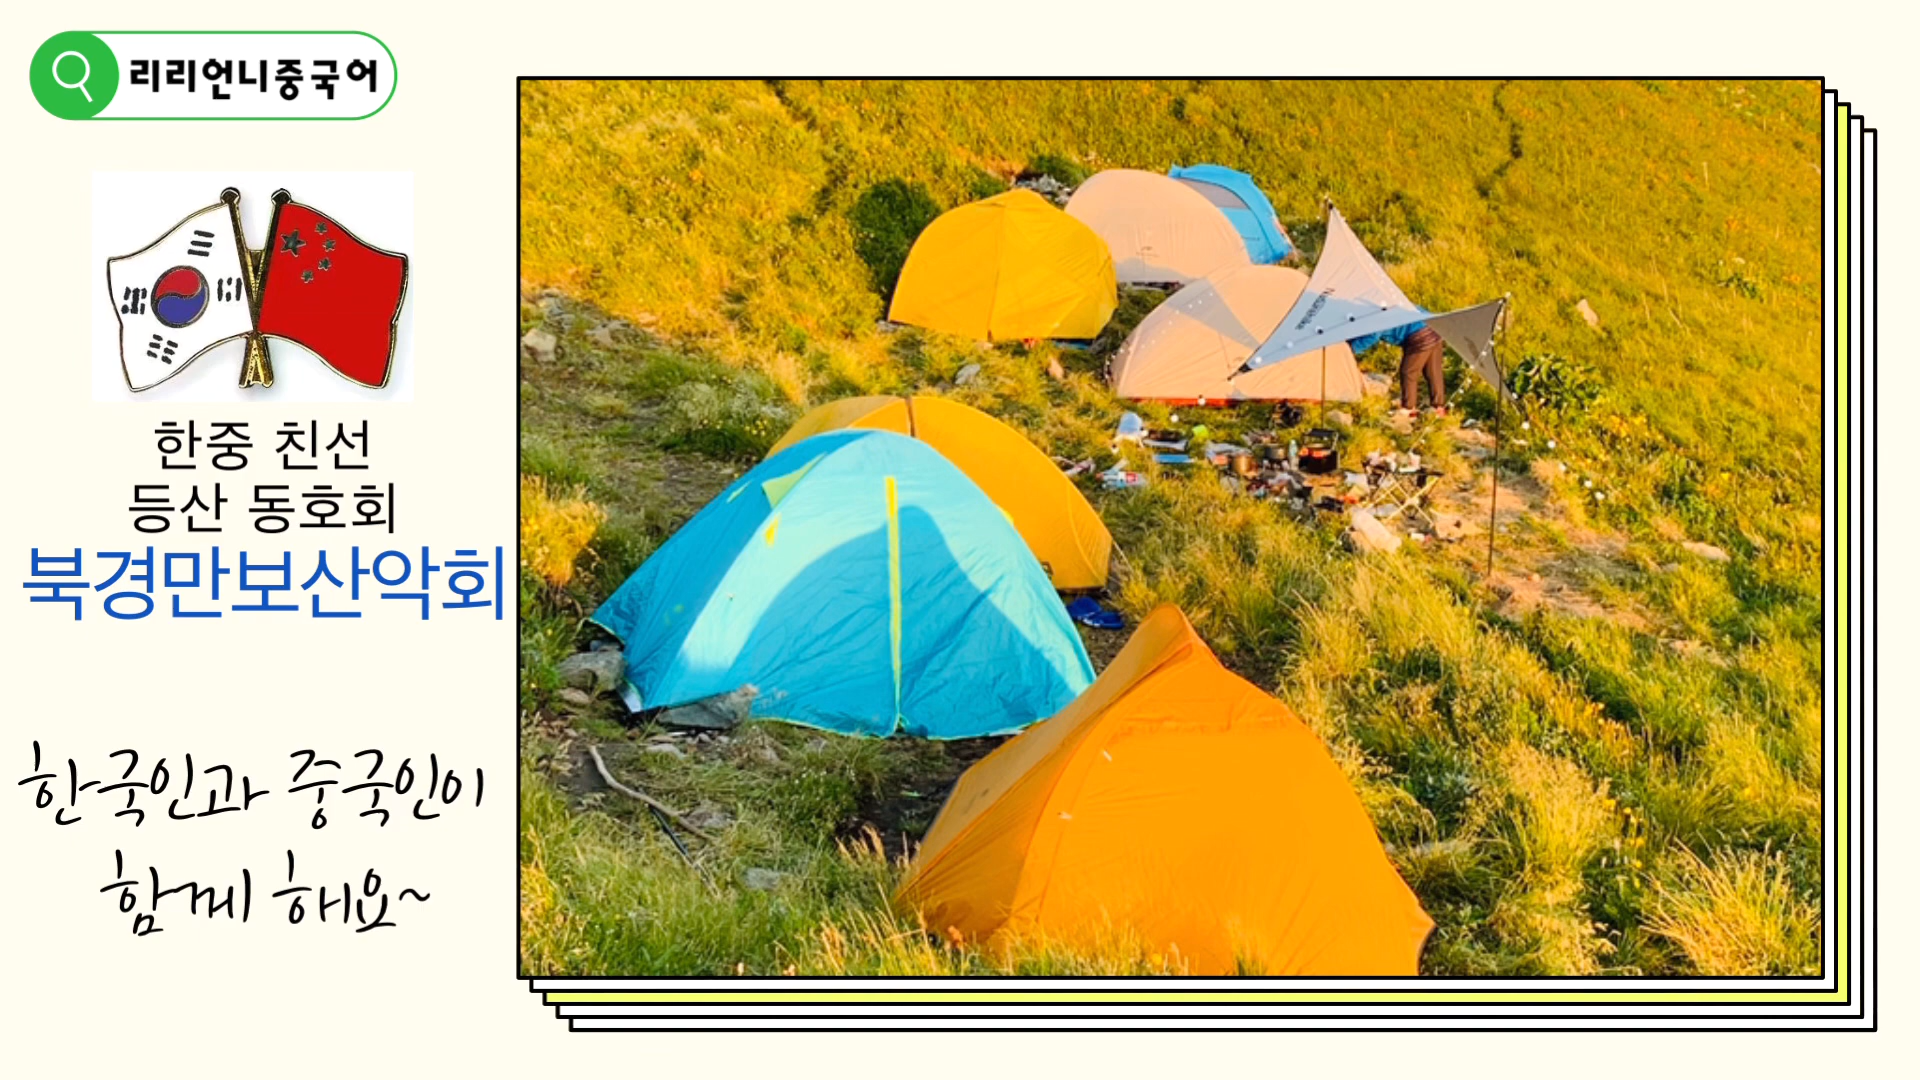 리리언니중국어
한중 친선
등산 동호회
북경만보산악회
한국인과 중국인이
함께 해요~
Naturehike